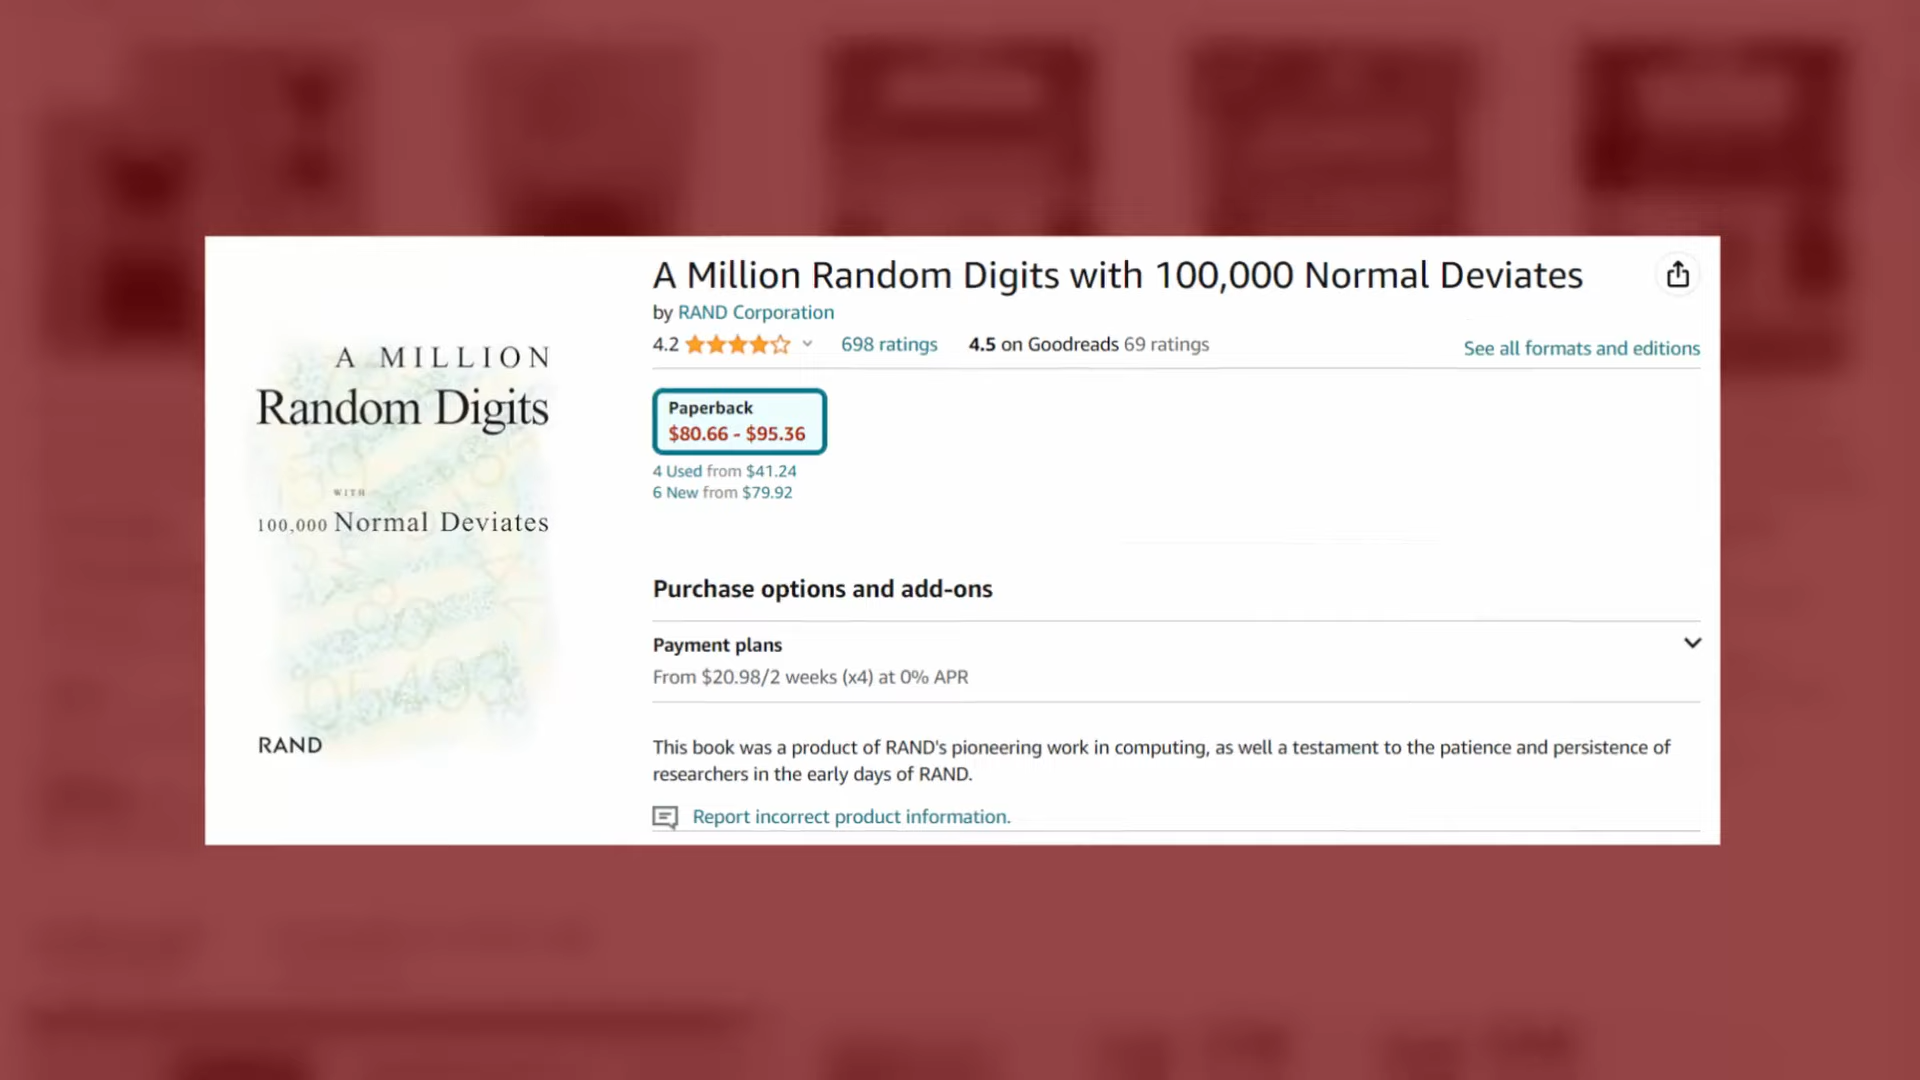 A MILLION
Random Digits
WITH
100,000 Normal Deviates
RAND
A Million Random Digits with 100,000 Normal Deviates
by RAND Corporation
4.2 698 ratings 4.5 on Goodreads 69 ratings
See all formats and editions
Paperback
$80.66 - $95.36
4 Used from $41.24
6 New from $79.92
Purchase options and add-ons
Payment plans
From $20.98/2 weeks (x4) at 0% APR
This book was a product of RAND's pioneering work in computing, as well a testament to the patience and persistence of
researchers in the early days of RAND.
Report incorrect product information.